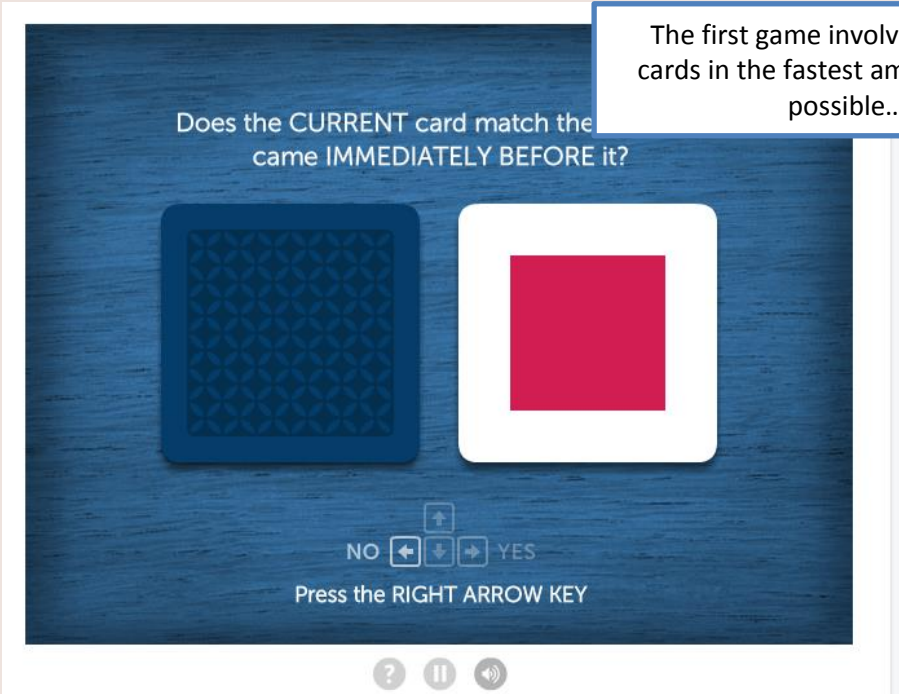 The first game involv
cards in the fastest am
possible..
Does the CURRENT card match the
came IMMEDIATELY BEFORE it?
NO YES
Press the RIGHT ARROW KEY
?